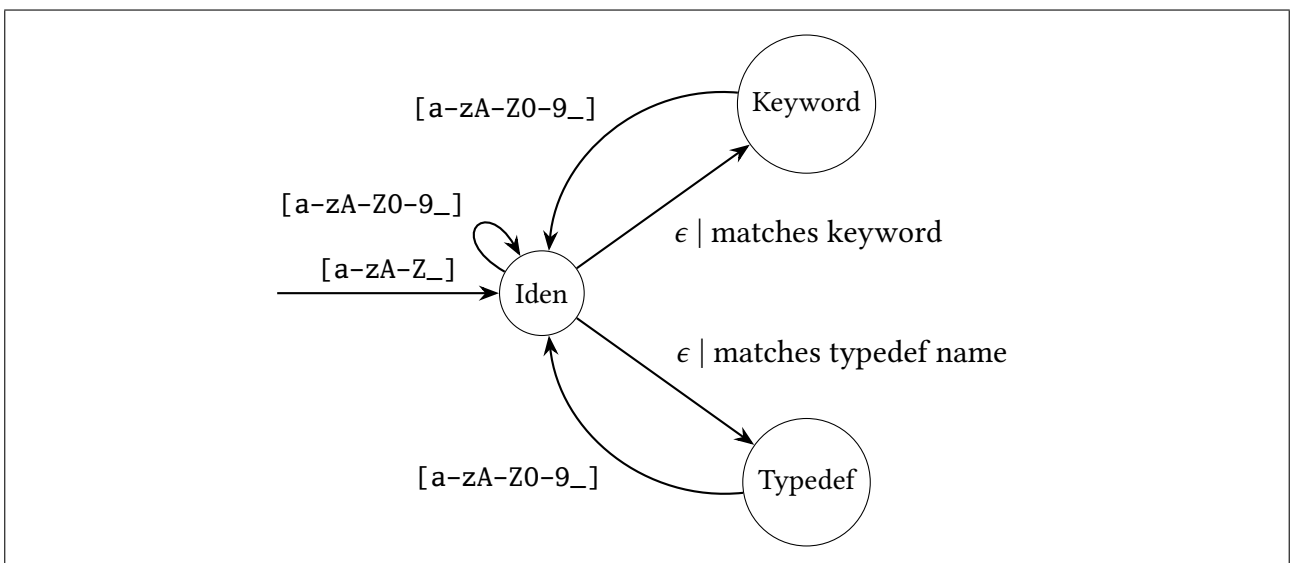 Keyword
[a-zA-Z0-9_]
[a-zA-Z0-9_]
ϵ | matches keyword
[a-zA-Z_]
Iden
ϵ | matches typedef name
[a-zA-Z0-9_]
Typedef